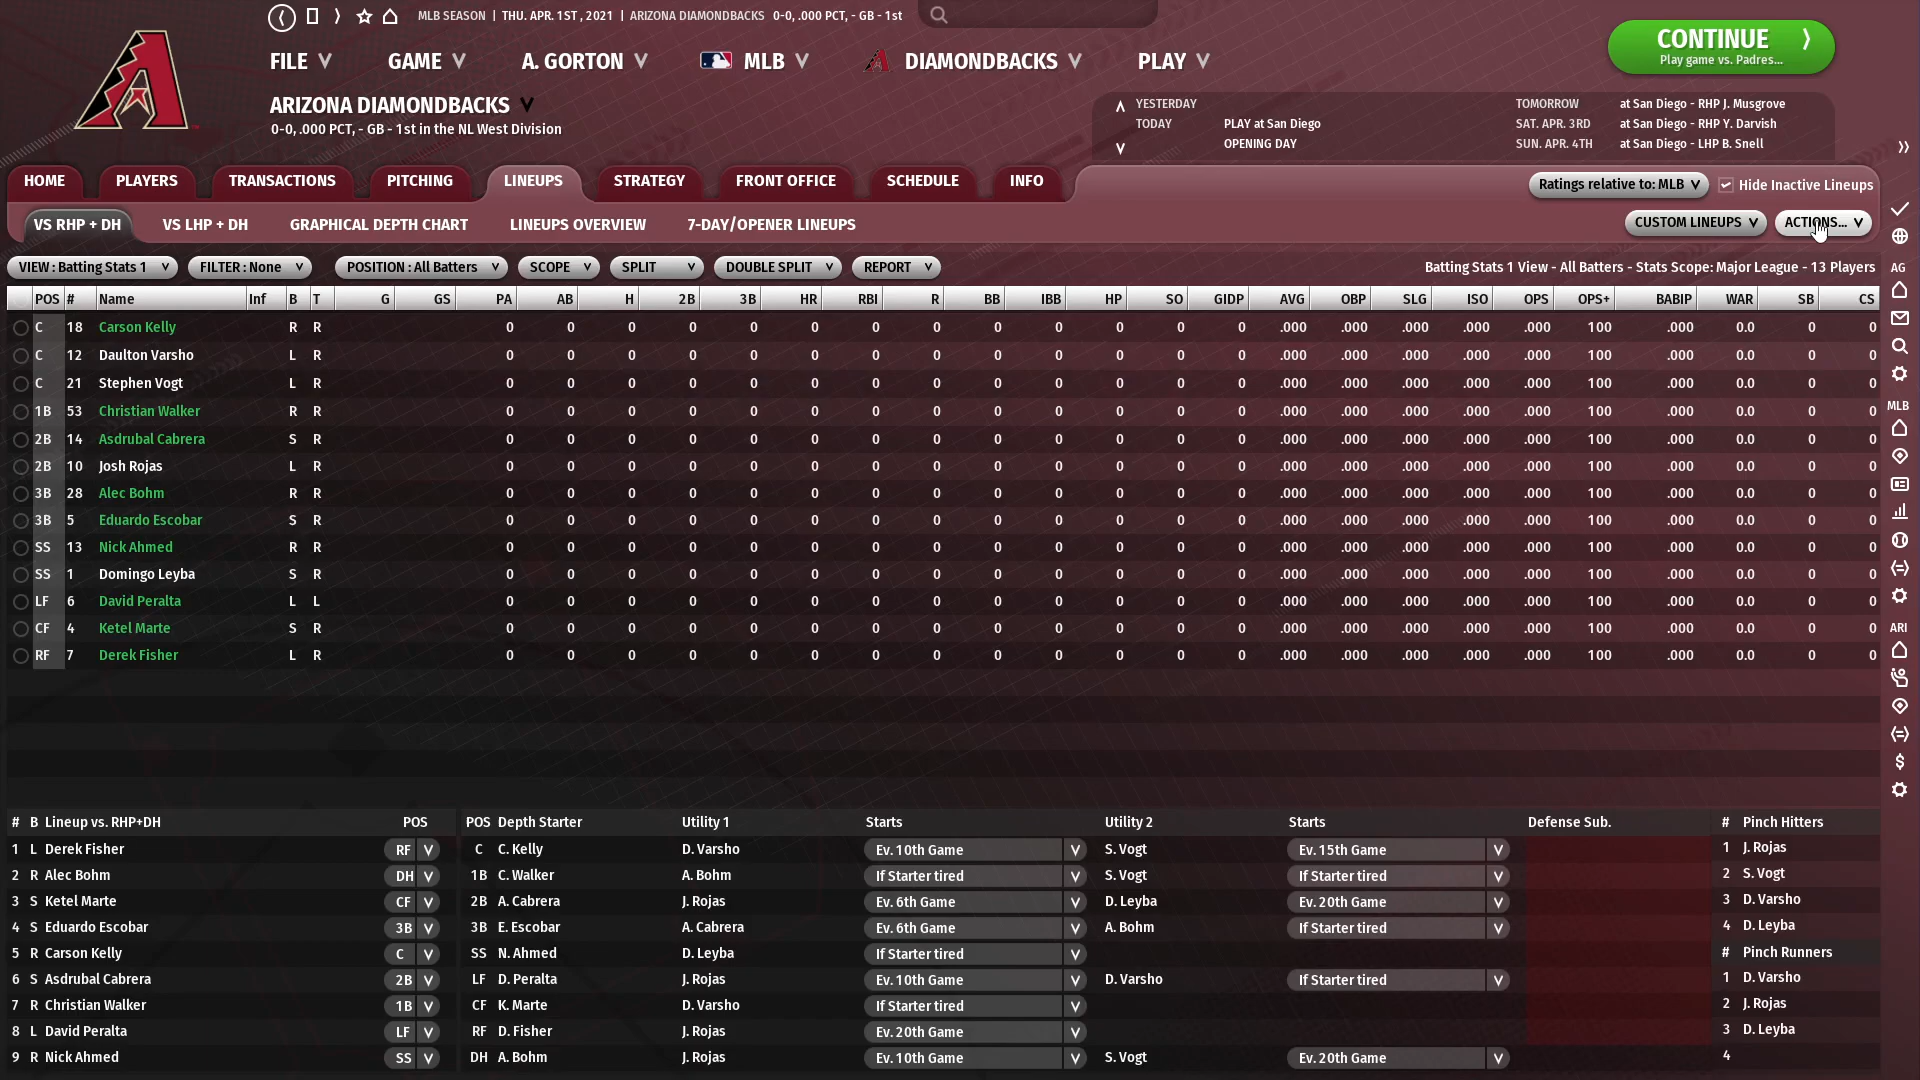 MLB SEASON | THU. APR. 1ST , 2021 | ARIZONA DIAMONDBACKS 0-0, .000 PCT, - GB - 1st
FILE GAME A. GORTON MLB DIAMONDBACKS PLAY
CONTINUE
Play game vs. Padres...
ARIZONA DIAMONDBACKS
0-0, .000 PCT, - GB - 1st in the NL West Division
YESTERDAY TOMORROW at San Diego - RHP J. Musgrove
TODAY PLAY at San Diego SAT. APR. 3RD at San Diego - RHP Y. Darvish
OPENING DAY SUN. APR. 4TH at San Diego - LHP B. Snell
HOME PLAYERS TRANSACTIONS PITCHING LINEUPS STRATEGY FRONT OFFICE SCHEDULE INFO
Ratings relative to: MLB Hide Inactive Lineups
VS RHP + DH VS LHP + DH GRAPHICAL DEPTH CHART LINEUPS OVERVIEW 7-DAY/OPENER LINEUPS
CUSTOM LINEUPS ACTIONS...
VIEW : Batting Stats 1 FILTER : None POSITION : All Batters SCOPE SPLIT DOUBLE SPLIT REPORT
Batting Stats 1 View - All Batters - Stats Scope: Major League - 13 Players
POS # Name Inf B T G GS PA AB H 2B 3B HR RBI R BB IBB HP SO GIDP AVG OBP SLG ISO OPS OPS+ BABIP WAR SB CS
C 18 Carson Kelly R R 0 0 0 0 0 0 0 0 0 0 0 0 0 .000 .000 .000 .000 .000 100 .000 0.0 0 0
C 12 Daulton Varsho L R 0 0 0 0 0 0 0 0 0 0 0 0 0 .000 .000 .000 .000 .000 100 .000 0.0 0 0
C 21 Stephen Vogt L R 0 0 0 0 0 0 0 0 0 0 0 0 0 .000 .000 .000 .000 .000 100 .000 0.0 0 0
1B 53 Christian Walker R R 0 0 0 0 0 0 0 0 0 0 0 0 0 .000 .000 .000 .000 .000 100 .000 0.0 0 0
2B 14 Asdrubal Cabrera S R 0 0 0 0 0 0 0 0 0 0 0 0 0 .000 .000 .000 .000 .000 100 .000 0.0 0 0
2B 10 Josh Rojas L R 0 0 0 0 0 0 0 0 0 0 0 0 0 .000 .000 .000 .000 .000 100 .000 0.0 0 0
3B 28 Alec Bohm R R 0 0 0 0 0 0 0 0 0 0 0 0 0 .000 .000 .000 .000 .000 100 .000 0.0 0 0
3B 5 Eduardo Escobar S R 0 0 0 0 0 0 0 0 0 0 0 0 0 .000 .000 .000 .000 .000 100 .000 0.0 0 0
SS 13 Nick Ahmed R R 0 0 0 0 0 0 0 0 0 0 0 0 0 .000 .000 .000 .000 .000 100 .000 0.0 0 0
SS 1 Domingo Leyba S R 0 0 0 0 0 0 0 0 0 0 0 0 0 .000 .000 .000 .000 .000 100 .000 0.0 0 0
LF 6 David Peralta L L 0 0 0 0 0 0 0 0 0 0 0 0 0 .000 .000 .000 .000 .000 100 .000 0.0 0 0
CF 4 Ketel Marte S R 0 0 0 0 0 0 0 0 0 0 0 0 0 .000 .000 .000 .000 .000 100 .000 0.0 0 0
RF 7 Derek Fisher L R 0 0 0 0 0 0 0 0 0 0 0 0 0 .000 .000 .000 .000 .000 100 .000 0.0 0 0
AG
MLB
ARI
# B Lineup vs. RHP+DH POS
1 L Derek Fisher RF
2 R Alec Bohm DH
3 S Ketel Marte CF
4 S Eduardo Escobar 3B
5 R Carson Kelly C
6 S Asdrubal Cabrera 2B
7 R Christian Walker 1B
8 L David Peralta LF
9 R Nick Ahmed SS
POS Depth Starter Utility 1 Starts Utility 2 Starts Defense Sub.
C C. Kelly D. Varsho Ev. 10th Game S. Vogt Ev. 15th Game
1B C. Walker A. Bohm If Starter tired S. Vogt If Starter tired
2B A. Cabrera J. Rojas Ev. 6th Game D. Leyba Ev. 20th Game
3B E. Escobar A. Cabrera Ev. 6th Game A. Bohm If Starter tired
SS N. Ahmed D. Leyba If Starter tired
LF D. Peralta J. Rojas Ev. 10th Game D. Varsho If Starter tired
CF K. Marte D. Varsho If Starter tired
RF D. Fisher J. Rojas Ev. 20th Game
DH A. Bohm J. Rojas Ev. 10th Game S. Vogt Ev. 20th Game
# Pinch Hitters
1 J. Rojas
2 S. Vogt
3 D. Varsho
4 D. Leyba
# Pinch Runners
1 D. Varsho
2 J. Rojas
3 D. Leyba
4